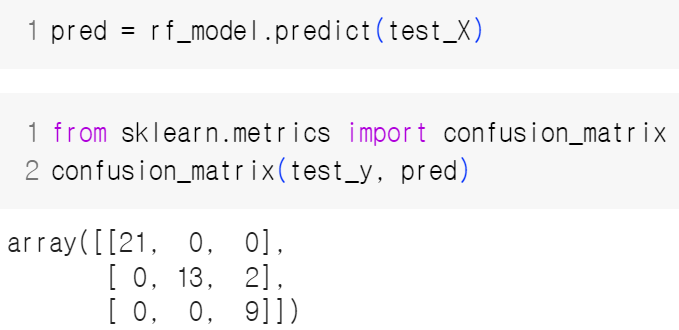 1 pred = rf_model.predict(test_X)
1 from sklearn.metrics import confusion_matrix
2 confusion_matrix(test_y, pred)
array([[21,  0,  0],
       [ 0, 13,  2],
       [ 0,  0,  9]])